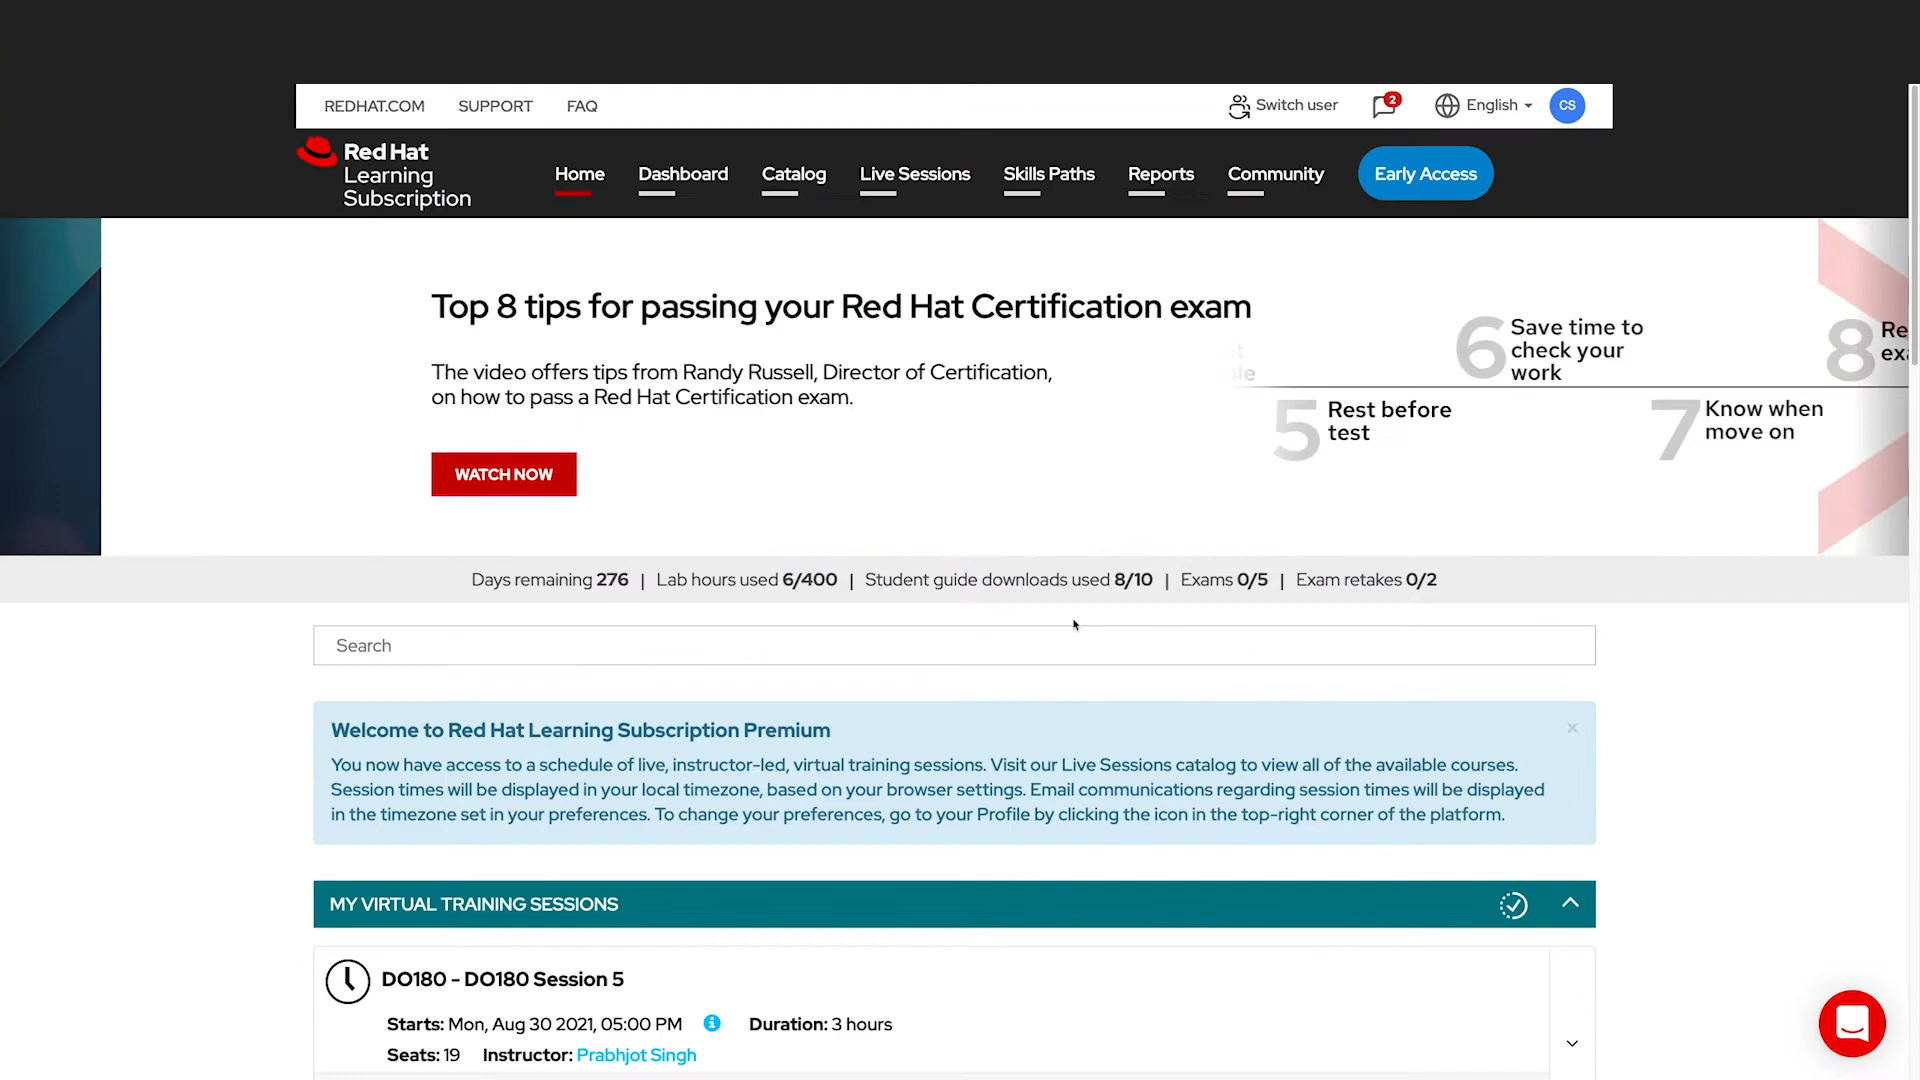 REDHAT.COM SUPPORT FAQ Switch user 2 English CS
Red Hat
Learning
Subscription
Home Dashboard Catalog Live Sessions Skills Paths Reports Community Early Access
Top 8 tips for passing your Red Hat Certification exam
The video offers tips from Randy Russell, Director of Certification,
on how to pass a Red Hat Certification exam.
WATCH NOW
5 Rest before
test
6 Save time to
check your
work
7 Know when
move on
8
Days remaining 276 | Lab hours used 6/400 | Student guide downloads used 8/10 | Exams 0/5 | Exam retakes 0/2
Search
Welcome to Red Hat Learning Subscription Premium
You now have access to a schedule of live, instructor-led, virtual training sessions. Visit our Live Sessions catalog to view all of the available courses.
Session times will be displayed in your local timezone, based on your browser settings. Email communications regarding session times will be displayed
in the timezone set in your preferences. To change your preferences, go to your Profile by clicking the icon in the top-right corner of the platform.
MY VIRTUAL TRAINING SESSIONS
DO180 - DO180 Session 5
Starts: Mon, Aug 30 2021, 05:00 PM Duration: 3 hours
Seats: 19 Instructor: Prabhjot Singh